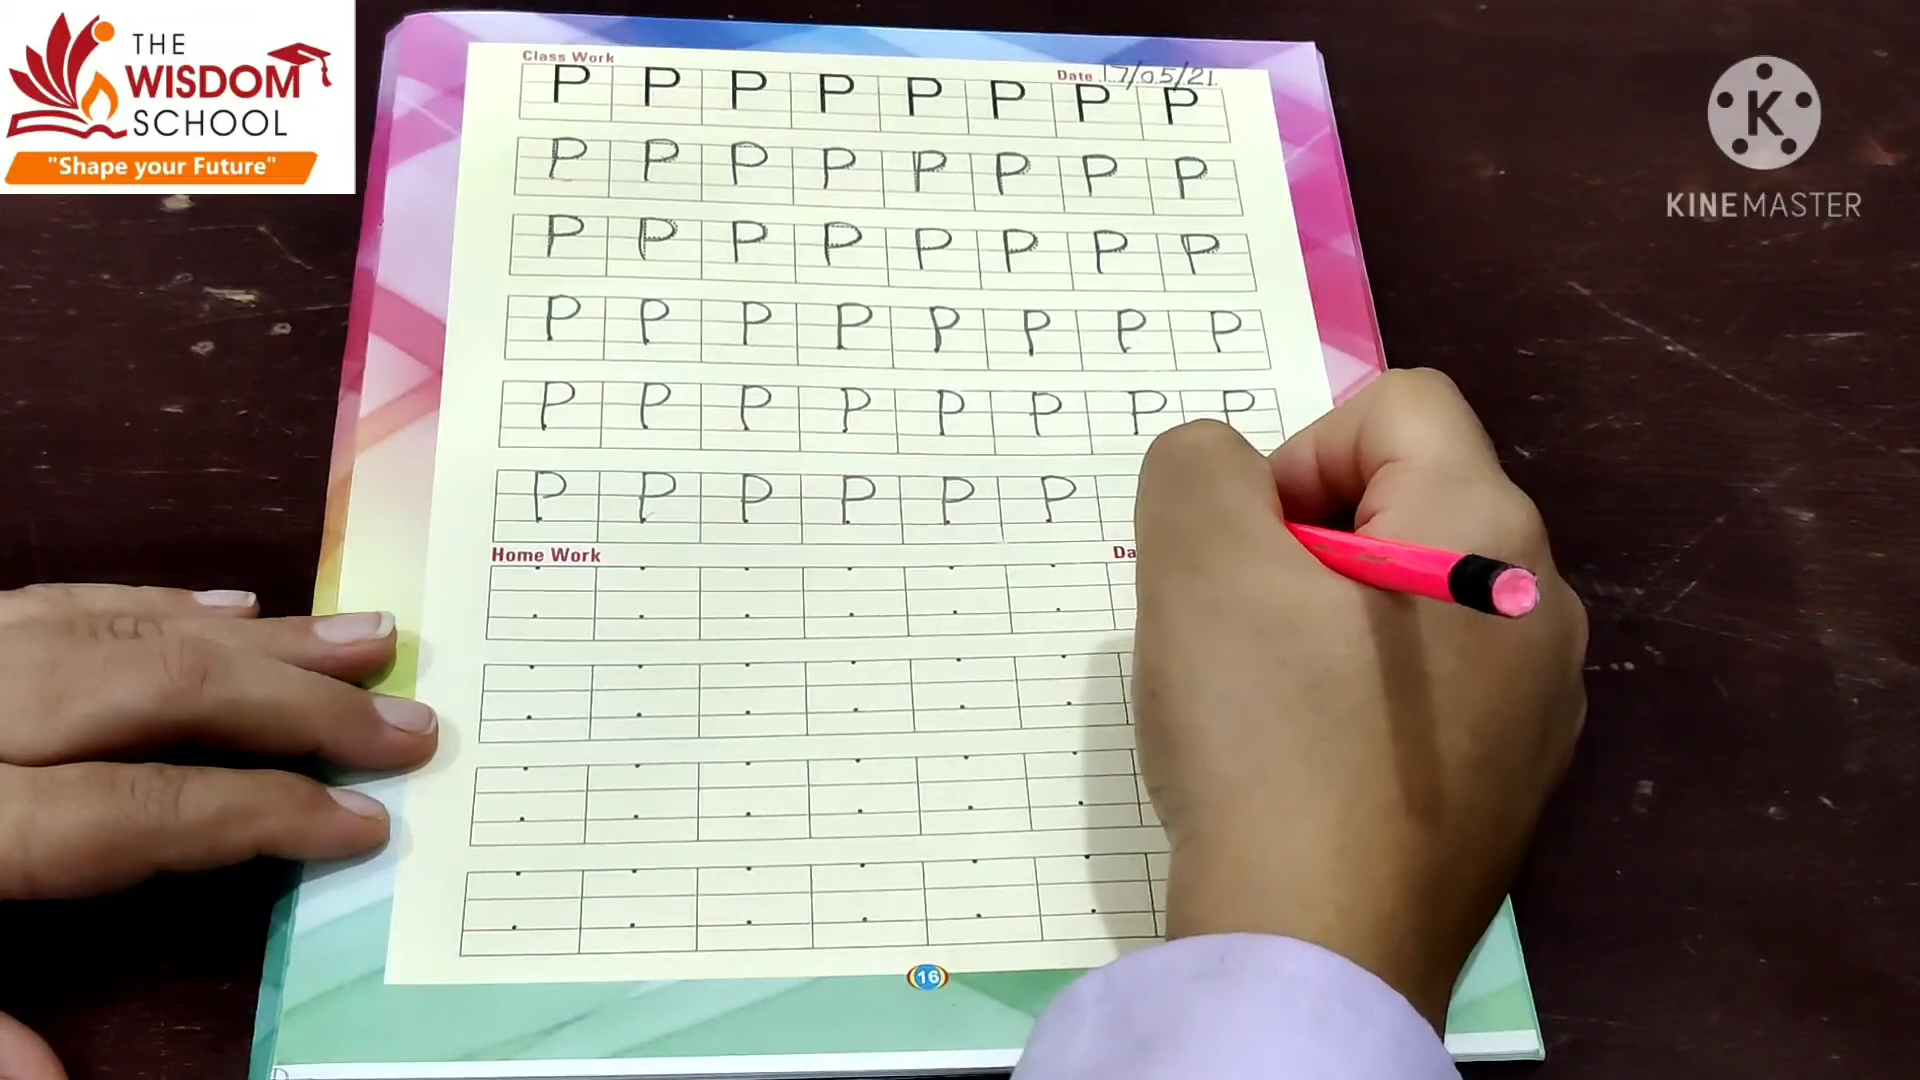 THE
WISDOM
SCHOOL
"Shape your Future"
K
KINEMASTER
Class Work
Date 17/05/21
P P P P P P P P
P P P P P P P P
P P P P P P P P
P P P P P P P P
P P P P P P P P
P P P P P P
Home Work
16